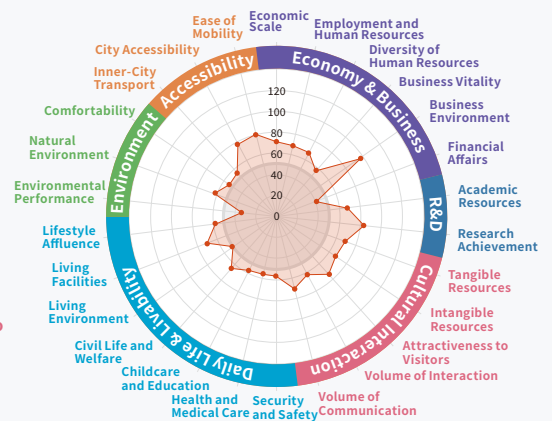 Economic
Scale
Ease of
Mobility
Employment and
Human Resources
City Accessibility
Diversity of
Human Resources
Inner-City
Transport
Business Vitality
Accessibility
Economy & Business
Comfortability
Business
Environment
Natural
Environment
Financial
Affairs
Environment
120
100
80
60
40
20
0
Environmental
Performance
Academic
Resources
R&D
Lifestyle
Affluence
Research
Achievement
Living
Facilities
Tangible
Resources
Living
Environment
Intangible
Resources
Daily Life & Livability
Cultural Interaction
Civil Life and
Welfare
Attractiveness to
Visitors
Childcare
and Education
Volume of Interaction
Health and
Medical Care
Security
and Safety
Volume of
Communication